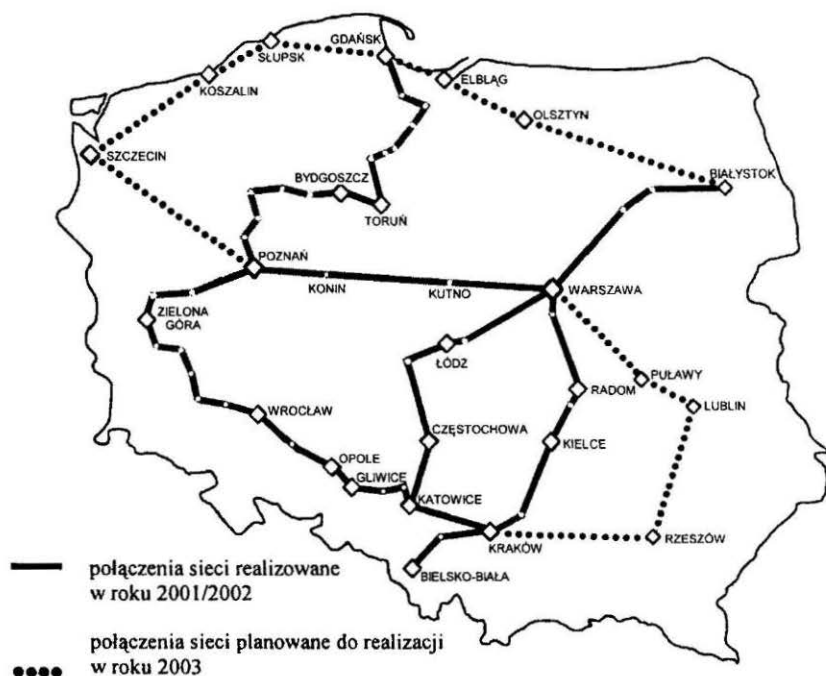 GDAŃSK
SŁUPSK
KOSZALIN
ELBLĄG
OLSZTYN
SZCZECIN
BIAŁYSTOK
BYDGOSZCZ
TORUŃ
POZNAŃ
KONIN
KUTNO
WARSZAWA
ZIELONA
GÓRA
ŁÓDZ
PUŁAWY
RADOM
LUBLIN
WROCŁAW
CZĘSTOCHOWA
KIELCE
OPOLE
GLIWICE
KATOWICE
KRAKÓW
RZESZÓW
BIELSKO-BIAŁA
połączenia sieci realizowane
w roku 2001/2002
połączenia sieci planowane do realizacji
w roku 2003